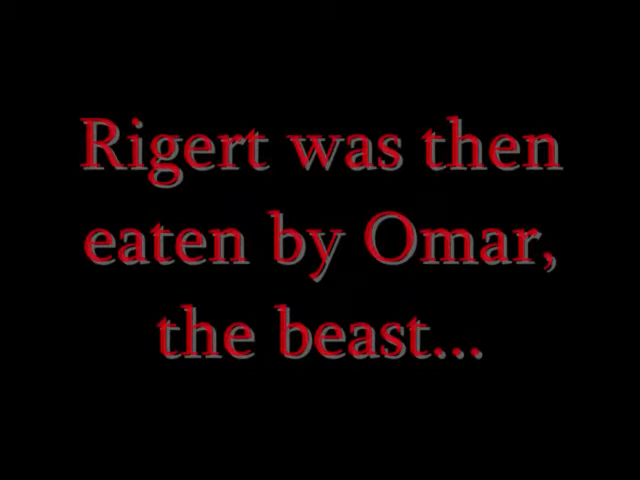 Rigert was then
eaten by Omar,
the beast...